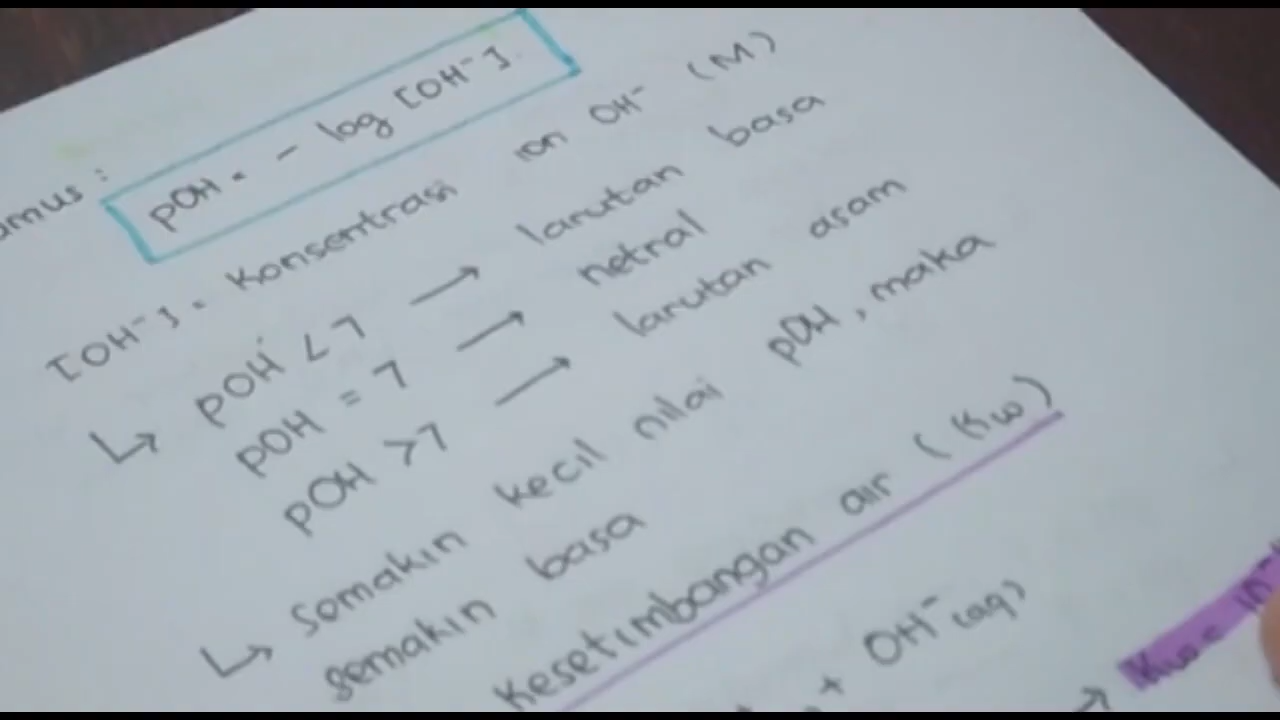 pOH = - log [OH⁻]
[OH⁻] = Konsentrasi ion OH⁻ (M)
↳ pOH < 7 → larutan basa
pOH = 7 → netral
pOH > 7 → larutan asam
↳ Semakin kecil nilai pOH, maka
semakin basa
Kesetimbangan air (Kw)
+ OH⁻ (aq)
→ Kw =